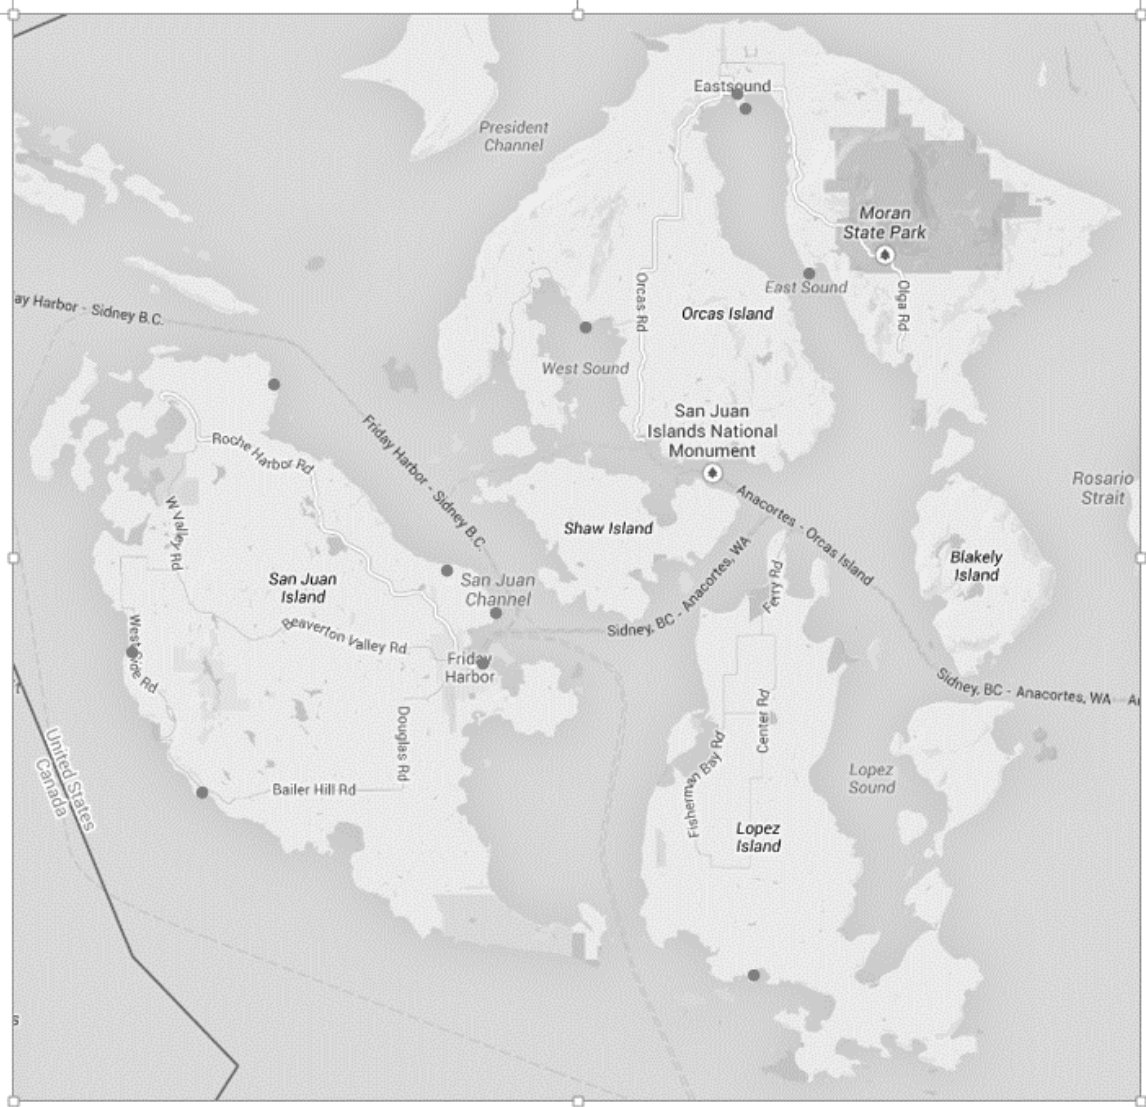 Eastsound
President
Channel
Moran
State Park
East Sound
Olga Rd
Orcas Rd
Orcas Island
ay Harbor - Sidney B.C.
West Sound
San Juan
Islands National
Monument
Friday Harbor - Sidney B.C.
Roche Harbor Rd
Rosario
Strait
Anacortes - Orcas Island
W Valley Rd
Shaw Island
Blakely
Island
San Juan
Island
San Juan
Channel
Ferry Rd
Sidney, BC - Anacortes, WA
Beaverton Valley Rd
West Side Rd
Friday
Harbor
Sidney, BC - Anacortes, WA
Center Rd
Douglas Rd
Fisherman Bay Rd
United States
Canada
Lopez
Sound
Bailer Hill Rd
Lopez
Island